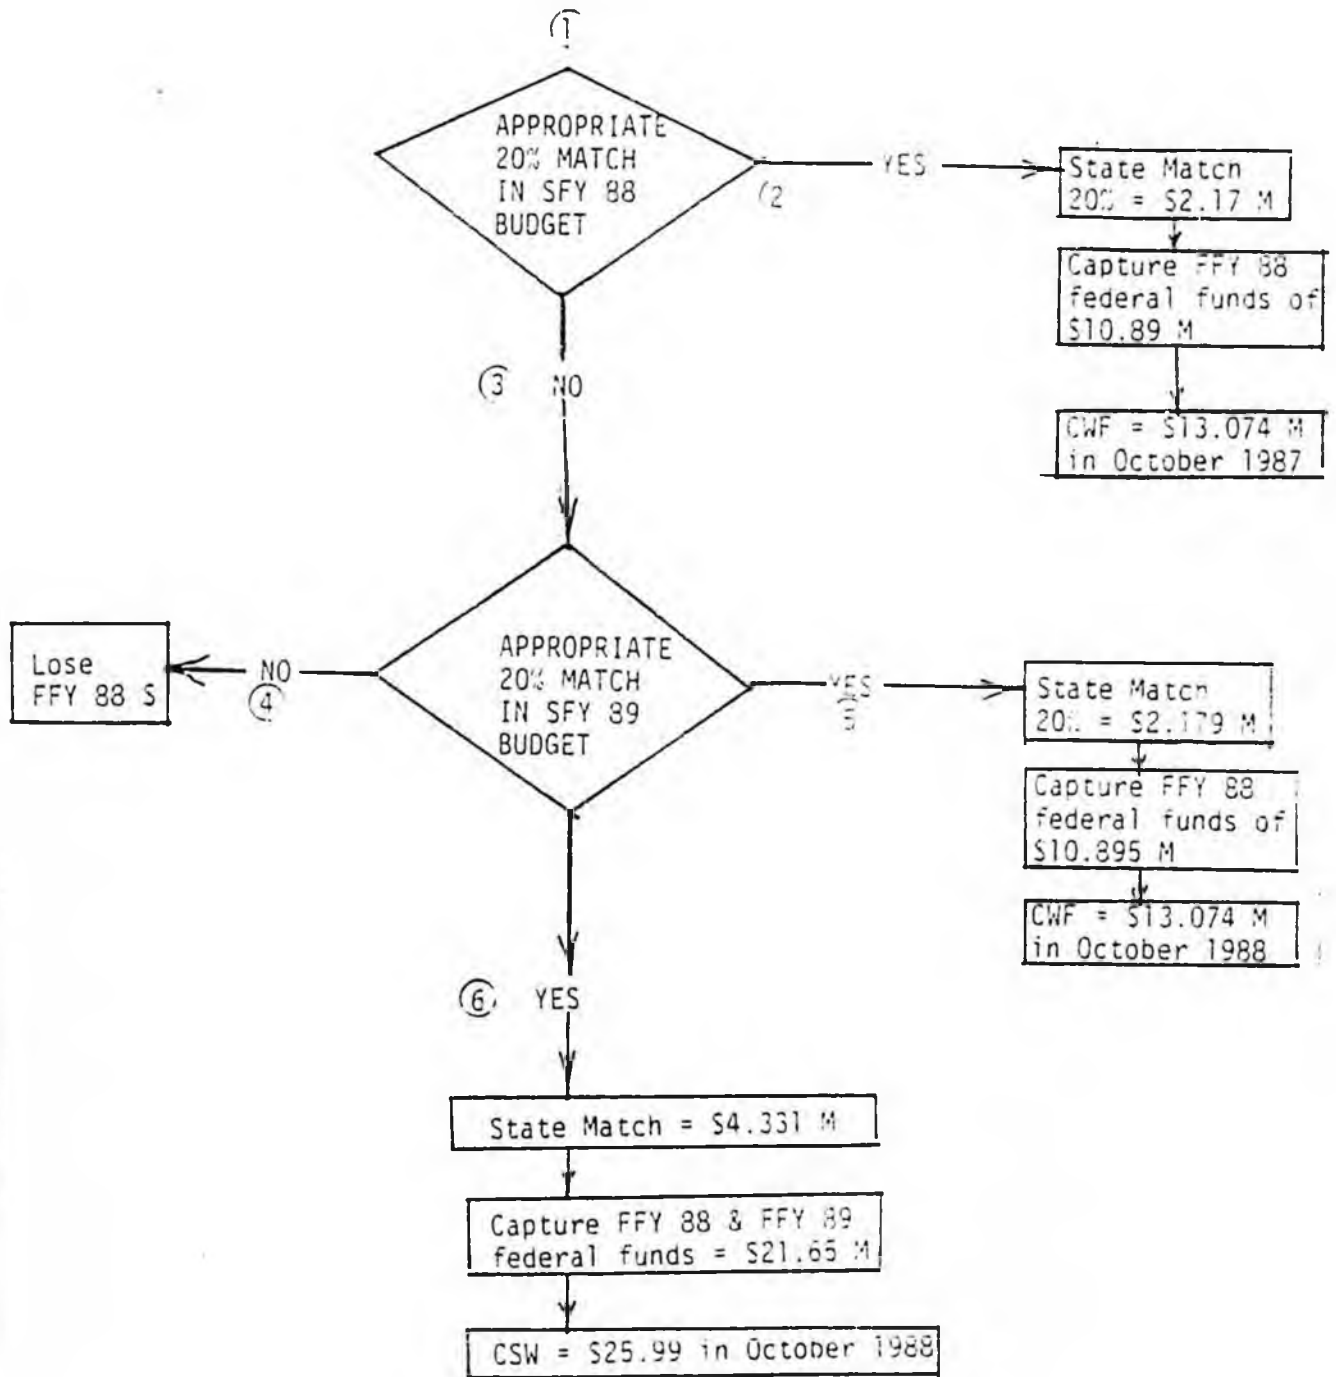 ①
APPROPRIATE
20% MATCH
IN SFY 88
BUDGET
(2
YES
State Match
20% = $2.17 M
Capture FFY 88
federal funds of
$10.89 M
CWF = $13.074 M
in October 1987
③ NO
APPROPRIATE
20% MATCH
IN SFY 89
BUDGET
NO
④
Lose
FFY 88 $
YES
State Match
20% = $2.179 M
Capture FFY 88
federal funds of
$10.895 M
CWF = $13.074 M
in October 1988
⑥ YES
State Match = $4.331 M
Capture FFY 88 & FFY 89
federal funds = $21.65 M
CSW = $25.99 in October 1988